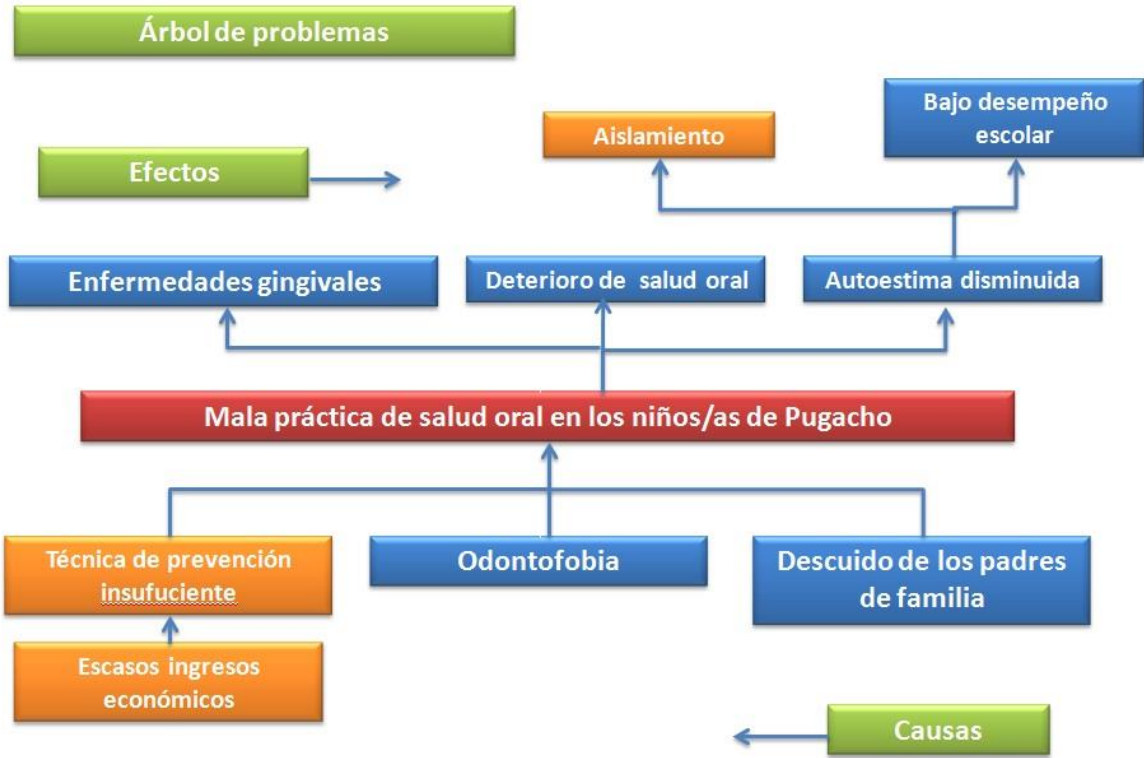 Árbol de problemas
Bajo desempeño
escolar
Aislamiento
Efectos
Enfermedades gingivales
Deterioro de salud oral
Autoestima disminuida
Mala práctica de salud oral en los niños/as de Pugacho
Técnica de prevención
insufuciente
Odontofobia
Descuido de los padres
de familia
Escasos ingresos
económicos
Causas